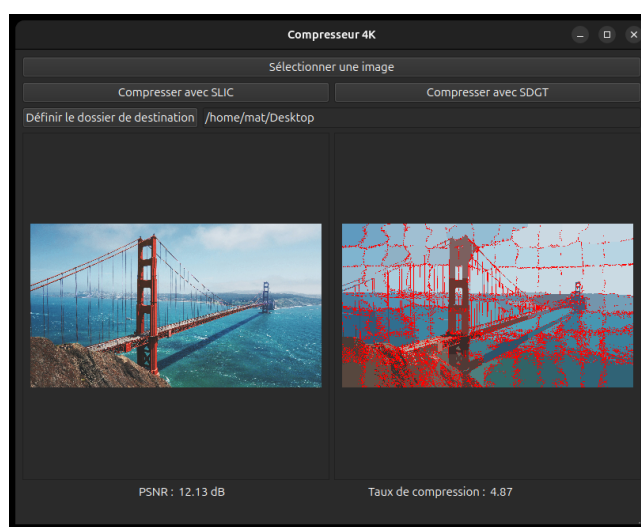 Compresseur 4K
Sélectionner une image
Compresser avec SLIC Compresser avec SDGT
Définir le dossier de destination /home/mat/Desktop
PSNR : 12.13 dB Taux de compression : 4.87